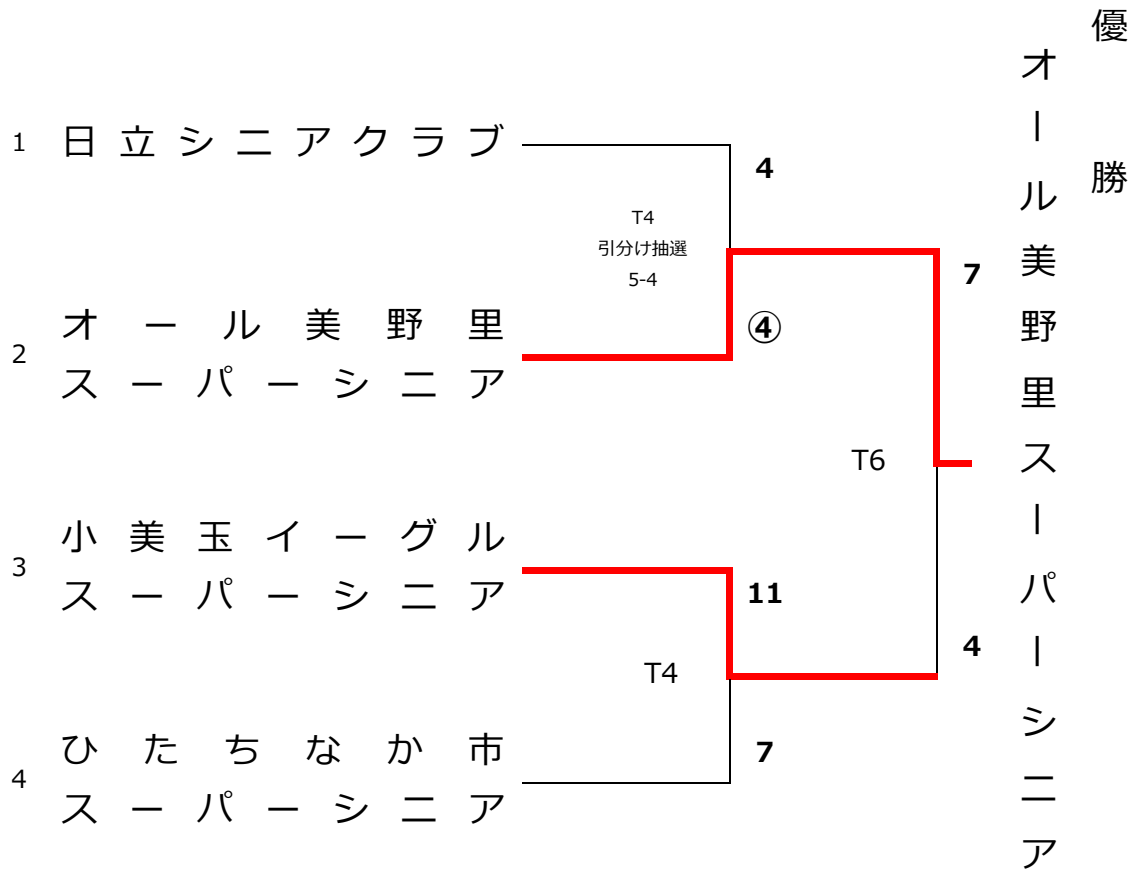 優勝
オール美野里スーパーシニア
1 日立シニアクラブ
4
T4
引分け抽選
5-4
7
④
2 オール美野里
スーパーシニア
T6
3 小美玉イーグル
スーパーシニア
11
4
T4
7
4 ひたちなか市
スーパーシニア